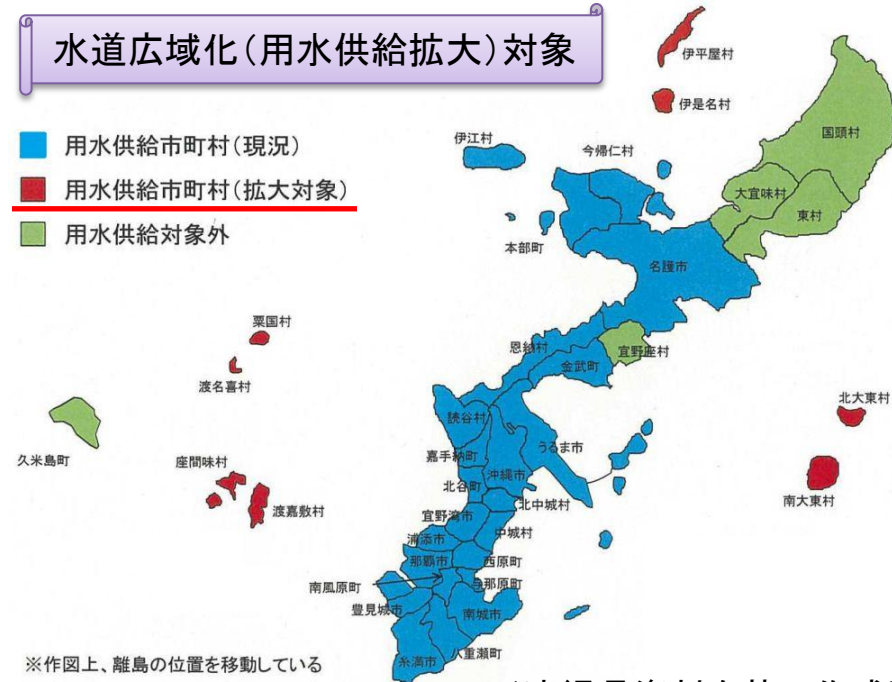 水道広域化(用水供給拡大)対象
用水供給市町村(現況)
用水供給市町村(拡大対象)
用水供給対象外
伊平屋村
伊是名村
国頭村
伊江村
今帰仁村
大宜味村
東村
本部町
名護市
粟国村
恩納村
宜野座村
金武町
渡名喜村
北大東村
読谷村
久米島町
座間味村
嘉手納町
うるま市
沖縄市
北谷町
南大東村
渡嘉敷村
北中城村
宜野湾市
中城村
浦添市
那覇市
西原町
南風原町
与那原町
豊見城市
南城市
八重瀬町
糸満市
※作図上、離島の位置を移動している